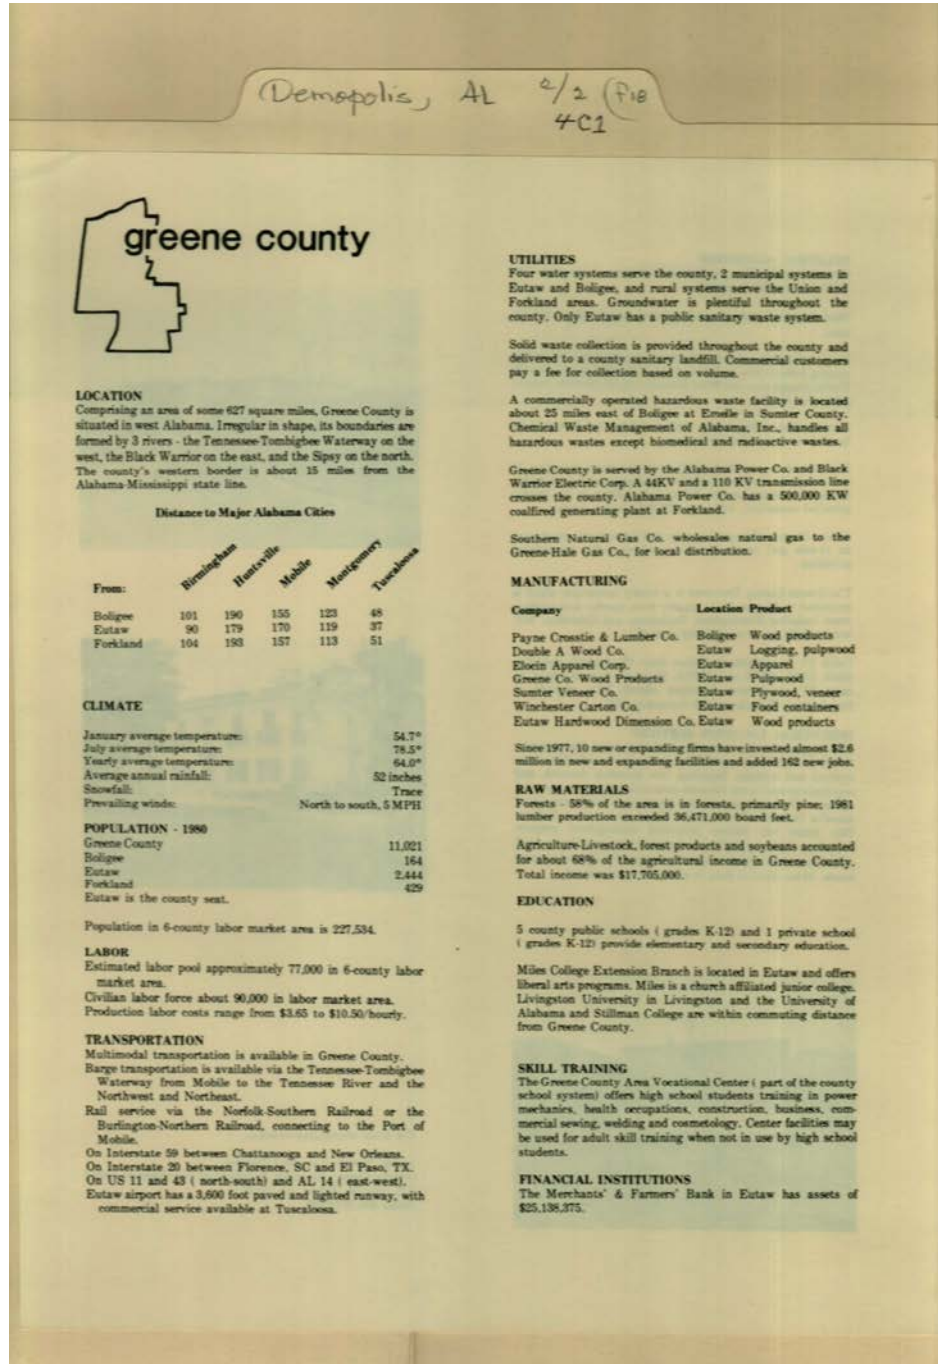 Demopolis, AL 2/2 (F18
4C1
greene county
LOCATION
Comprising an area of some 627 square miles, Greene County is
situated in west Alabama. Irregular in shape, its boundaries are
formed by 3 rivers - the Tennessee-Tombigbee Waterway on the
west, the Black Warrior on the east, and the Sipsy on the north.
The county's western border is about 15 miles from the
Alabama-Mississippi state line.
Distance to Major Alabama Cities
From: Birmingham Huntsville Mobile Montgomery Tuscaloosa
Boligee 101 190 155 123 48
Eutaw 90 179 170 119 37
Forkland 104 193 157 113 51
CLIMATE
January average temperature: 54.7°
July average temperature: 78.5°
Yearly average temperature: 64.0°
Average annual rainfall: 52 inches
Snowfall: Trace
Prevailing winds: North to south, 5 MPH
POPULATION - 1980
Greene County 11,021
Boligee 164
Eutaw 2,444
Forkland 429
Eutaw is the county seat.
Population in 6-county labor market area is 227,534.
LABOR
Estimated labor pool approximately 77,000 in 6-county labor
market area.
Civilian labor force about 90,000 in labor market area.
Production labor costs range from $3.65 to $10.50/hourly.
TRANSPORTATION
Multimodal transportation is available in Greene County.
Barge transportation is available via the Tennessee-Tombigbee
Waterway from Mobile to the Tennessee River and the
Northwest and Northeast.
Rail service via the Norfolk-Southern Railroad or the
Burlington-Northern Railroad, connecting to the Port of
Mobile.
On Interstate 59 between Chattanooga and New Orleans.
On Interstate 20 between Florence, SC and El Paso, TX.
On US 11 and 43 ( north-south) and AL 14 ( east-west).
Eutaw airport has a 3,600 foot paved and lighted runway, with
commercial service available at Tuscaloosa.
UTILITIES
Four water systems serve the county, 2 municipal systems in
Eutaw and Boligee, and rural systems serve the Union and
Forkland areas. Groundwater is plentiful throughout the
county. Only Eutaw has a public sanitary waste system.
Solid waste collection is provided throughout the county and
delivered to a county sanitary landfill. Commercial customers
pay a fee for collection based on volume.
A commercially operated hazardous waste facility is located
about 25 miles east of Boligee at Emelle in Sumter County.
Chemical Waste Management of Alabama, Inc., handles all
hazardous wastes except biomedical and radioactive wastes.
Greene County is served by the Alabama Power Co. and Black
Warrior Electric Corp. A 44KV and a 110 KV transmission line
crosses the county. Alabama Power Co. has a 500,000 KW
coalfired generating plant at Forkland.
Southern Natural Gas Co. wholesales natural gas to the
Greene-Hale Gas Co., for local distribution.
MANUFACTURING
Company Location Product
Payne Crosstie & Lumber Co. Boligee Wood products
Double A Wood Co. Eutaw Logging, pulpwood
Elocin Apparel Corp. Eutaw Apparel
Greene Co. Wood Products Eutaw Pulpwood
Sumter Veneer Co. Eutaw Plywood, veneer
Winchester Carton Co. Eutaw Food containers
Eutaw Hardwood Dimension Co. Eutaw Wood products
Since 1977, 10 new or expanding firms have invested almost $2.6
million in new and expanding facilities and added 162 new jobs.
RAW MATERIALS
Forests - 58% of the area is in forests, primarily pine; 1981
lumber production exceeded 36,471,000 board feet.
Agriculture-Livestock, forest products and soybeans accounted
for about 68% of the agricultural income in Greene County.
Total income was $17,705,000.
EDUCATION
5 county public schools ( grades K-12) and 1 private school
( grades K-12) provide elementary and secondary education.
Miles College Extension Branch is located in Eutaw and offers
liberal arts programs. Miles is a church affiliated junior college.
Livingston University in Livingston and the University of
Alabama and Stillman College are within commuting distance
from Greene County.
SKILL TRAINING
The Greene County Area Vocational Center ( part of the county
school system) offers high school students training in power
mechanics, health occupations, construction, business, com-
mercial sewing, welding and cosmetology. Center facilities may
be used for adult skill training when not in use by high school
students.
FINANCIAL INSTITUTIONS
The Merchants' & Farmers' Bank in Eutaw has assets of
$25,138,375.